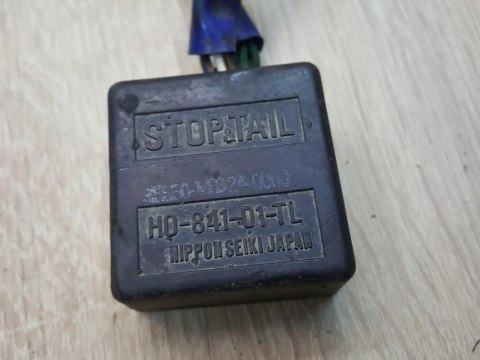 STOP&TAIL
HO-841-01-TL
NIPPON SEIKI JAPAN